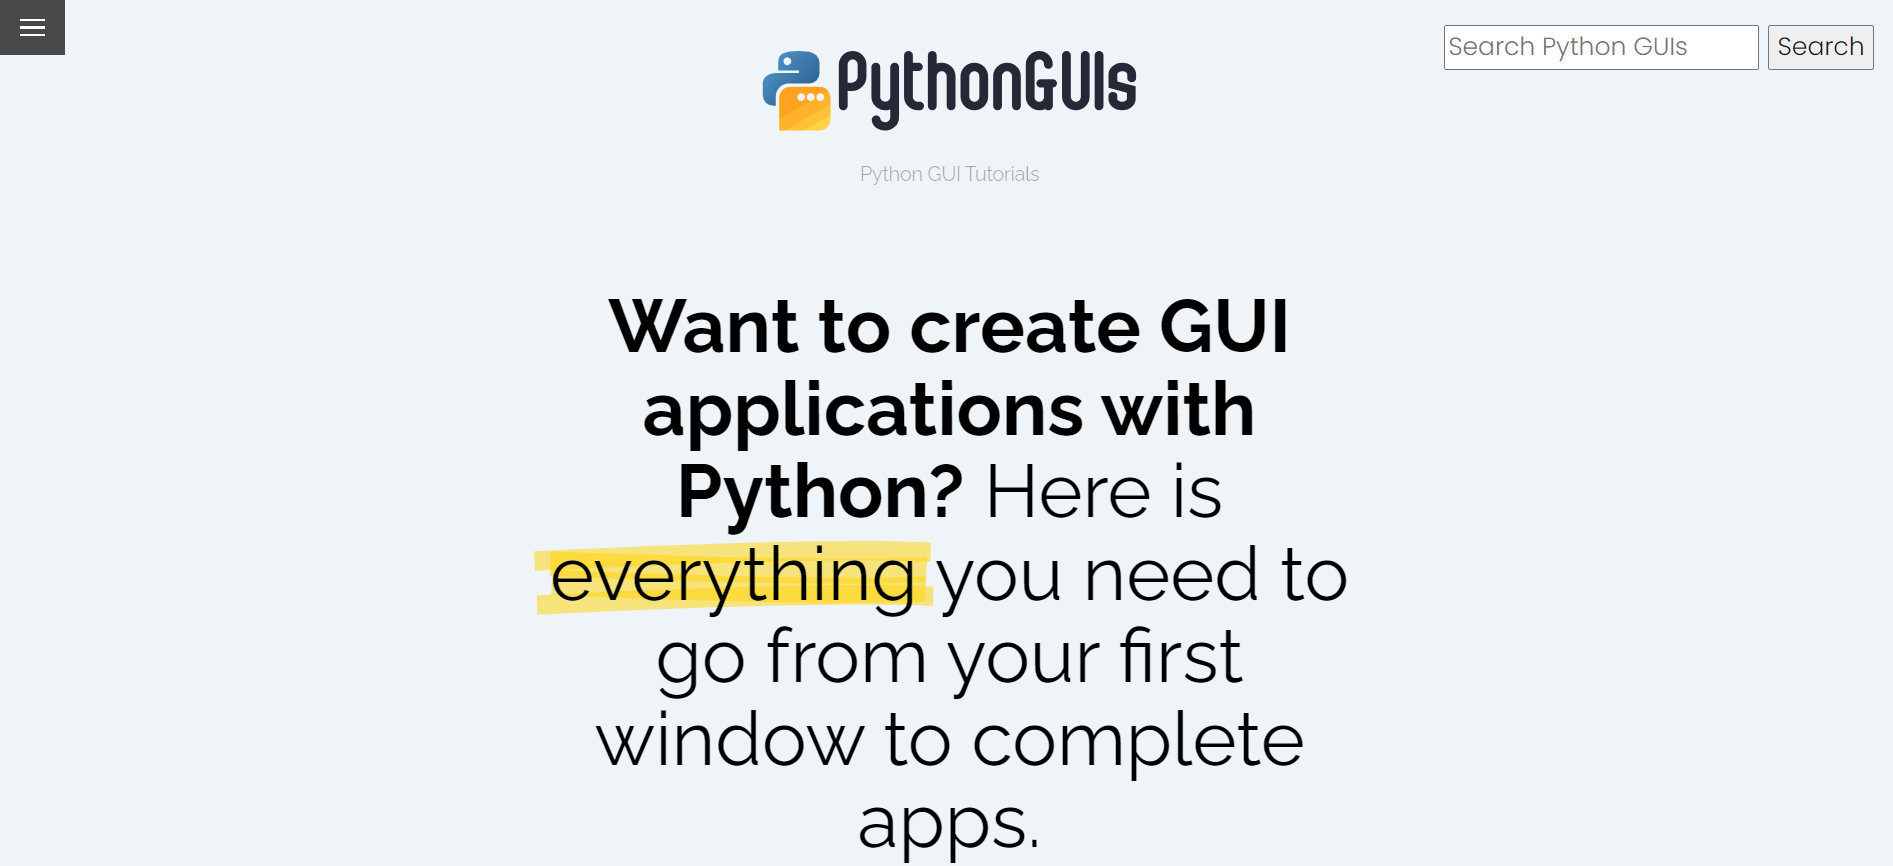 PythonGUIs
Search Python GUIs
Search
Python GUI Tutorials
Want to create GUI
applications with
Python? Here is
everything you need to
go from your first
window to complete
apps.